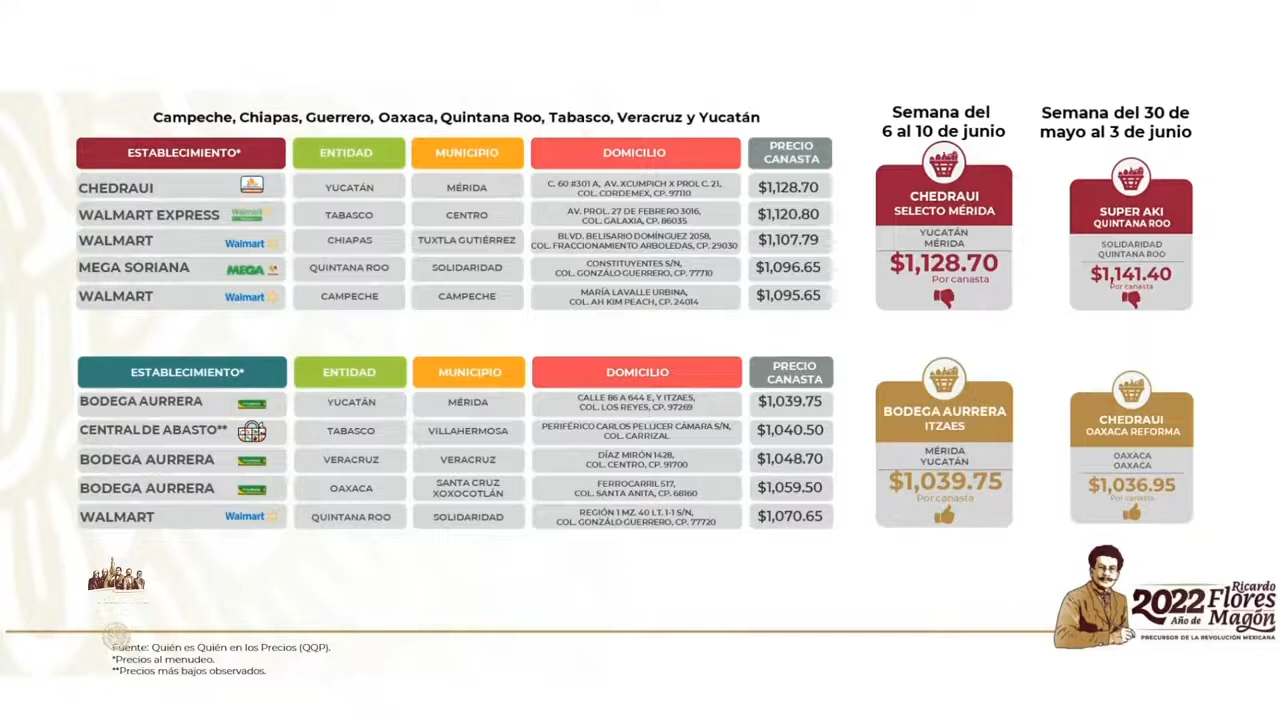 Campeche, Chiapas, Guerrero, Oaxaca, Quintana Roo, Tabasco, Veracruz y Yucatán
ESTABLECIMIENTO* ENTIDAD MUNICIPIO DOMICILIO PRECIO CANASTA
CHEDRAUI YUCATÁN MÉRIDA C. 60 #301 A, AV. XCUMPICH X PROL C. 21, COL. CORDEMEX, CP. 97110 $1,128.70
WALMART EXPRESS Walmart TABASCO CENTRO AV. PROL. 27 DE FEBRERO 3016, COL. GALAXIA, CP. 86035 $1,120.80
WALMART Walmart CHIAPAS TUXTLA GUTIÉRREZ BLVD. BELISARIO DOMÍNGUEZ 2058, COL. FRACCIONAMIENTO ARBOLEDAS, CP. 29030 $1,107.79
MEGA SORIANA MEGA QUINTANA ROO SOLIDARIDAD CONSTITUYENTES S/N, COL. GONZÁLO GUERRERO, CP. 77710 $1,096.65
WALMART Walmart CAMPECHE CAMPECHE MARÍA LAVALLE URBINA, COL. AH KIM PEACH, CP. 24014 $1,095.65
ESTABLECIMIENTO* ENTIDAD MUNICIPIO DOMICILIO PRECIO CANASTA
BODEGA AURRERA YUCATÁN MÉRIDA CALLE 86 A 644 E, Y ITZAES, COL. LOS REYES, CP. 97269 $1,039.75
CENTRAL DE ABASTO** TABASCO VILLAHERMOSA PERIFÉRICO CARLOS PELLICER CÁMARA S/N, COL. CARRIZAL $1,040.50
BODEGA AURRERA VERACRUZ VERACRUZ DÍAZ MIRÓN 1428, COL. CENTRO, CP. 91700 $1,048.70
BODEGA AURRERA OAXACA SANTA CRUZ XOXOCOTLÁN FERROCARRIL 517, COL. SANTA ANITA, CP. 68160 $1,059.50
WALMART Walmart QUINTANA ROO SOLIDARIDAD REGIÓN 1 MZ. 40 LT. 1-1 S/N, COL. GONZÁLO GUERRERO, CP. 77720 $1,070.65
Semana del
6 al 10 de junio
CHEDRAUI
SELECTO MÉRIDA
YUCATÁN
MÉRIDA
$1,128.70
Por canasta
BODEGA AURRERA
ITZAES
MÉRIDA
YUCATÁN
$1,039.75
Por canasta
Semana del 30 de
mayo al 3 de junio
SUPER AKI
QUINTANA ROO
SOLIDARIDAD
QUINTANA ROO
$1,141.40
Por canasta
CHEDRAUI
OAXACA REFORMA
OAXACA
OAXACA
$1,036.95
Por canasta
Fuente: Quién es Quién en los Precios (QQP).
*Precios al menudeo.
**Precios más bajos observados.
2022 Ricardo
Año de Flores
Magón
PRECURSOR DE LA REVOLUCIÓN MEXICANA